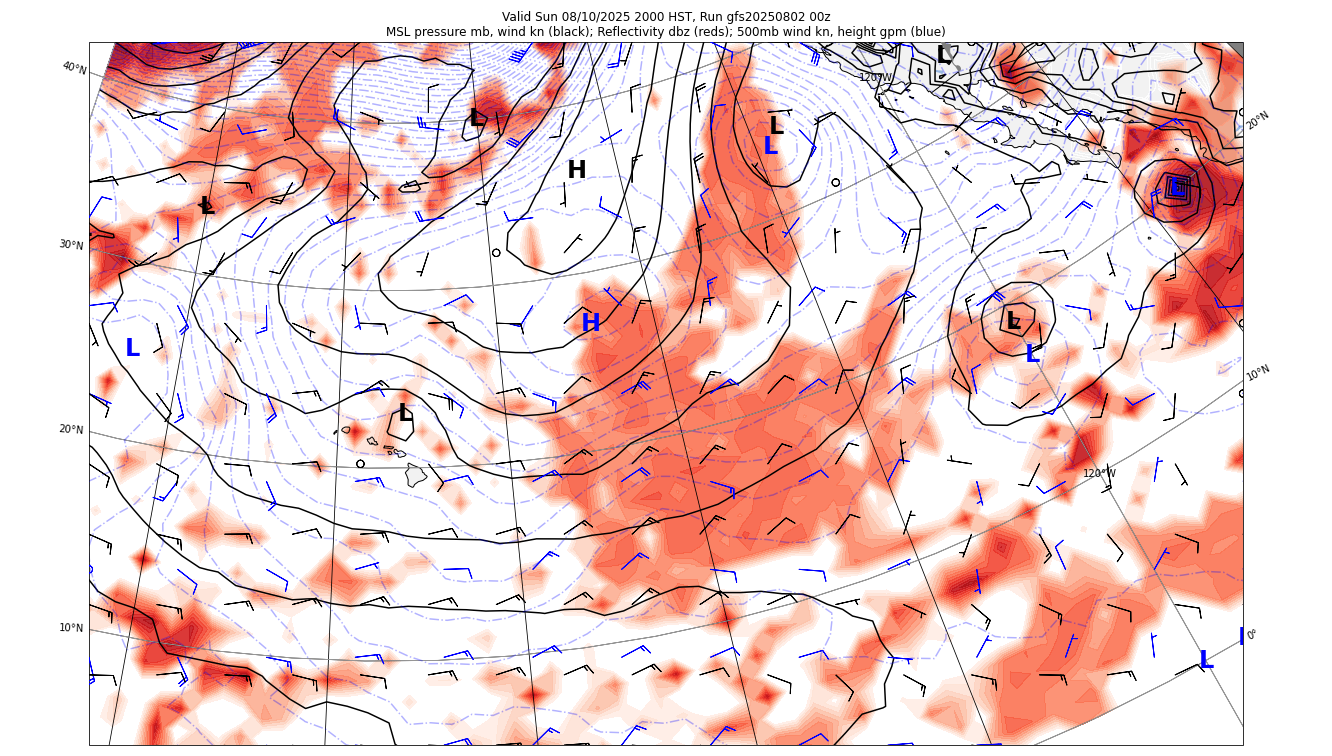 Valid Sun 08/10/2025 2000 HST, Run gfs20250802 00z
MSL pressure mb, wind kn (black); Reflectivity dbz (reds); 500mb wind kn, height gpm (blue)
L
40°N
120°W
L
L
20°N
L
H
L
L
30°N
L
H
L
L
L
10°N
L
20°N
120°W
10°N
0°
L